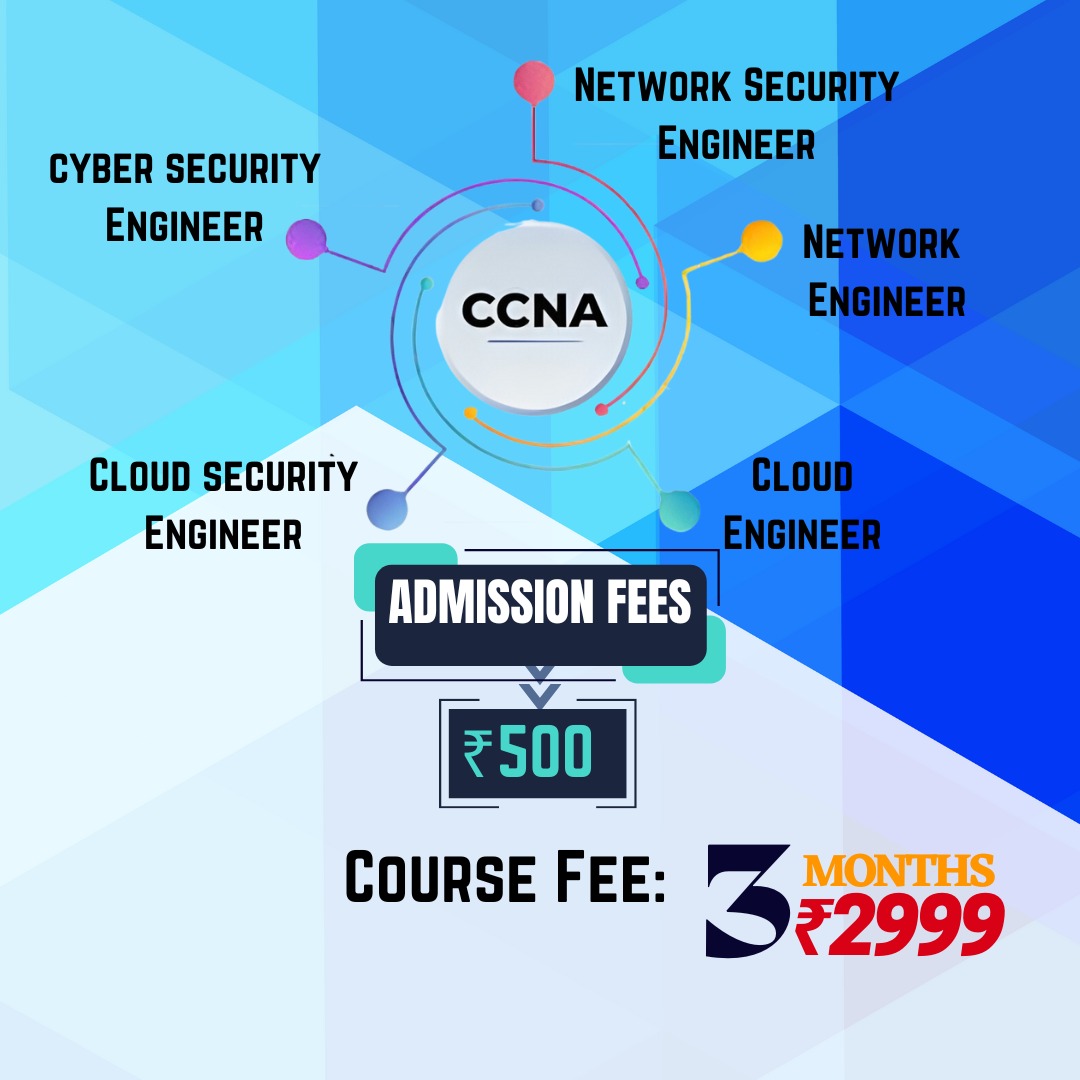 Network Security
Engineer
cyber security
Engineer
Network
Engineer
CCNA
Cloud security
Engineer
Cloud
Engineer
ADMISSION FEES
₹500
Course Fee:
3 MONTHS
₹2999